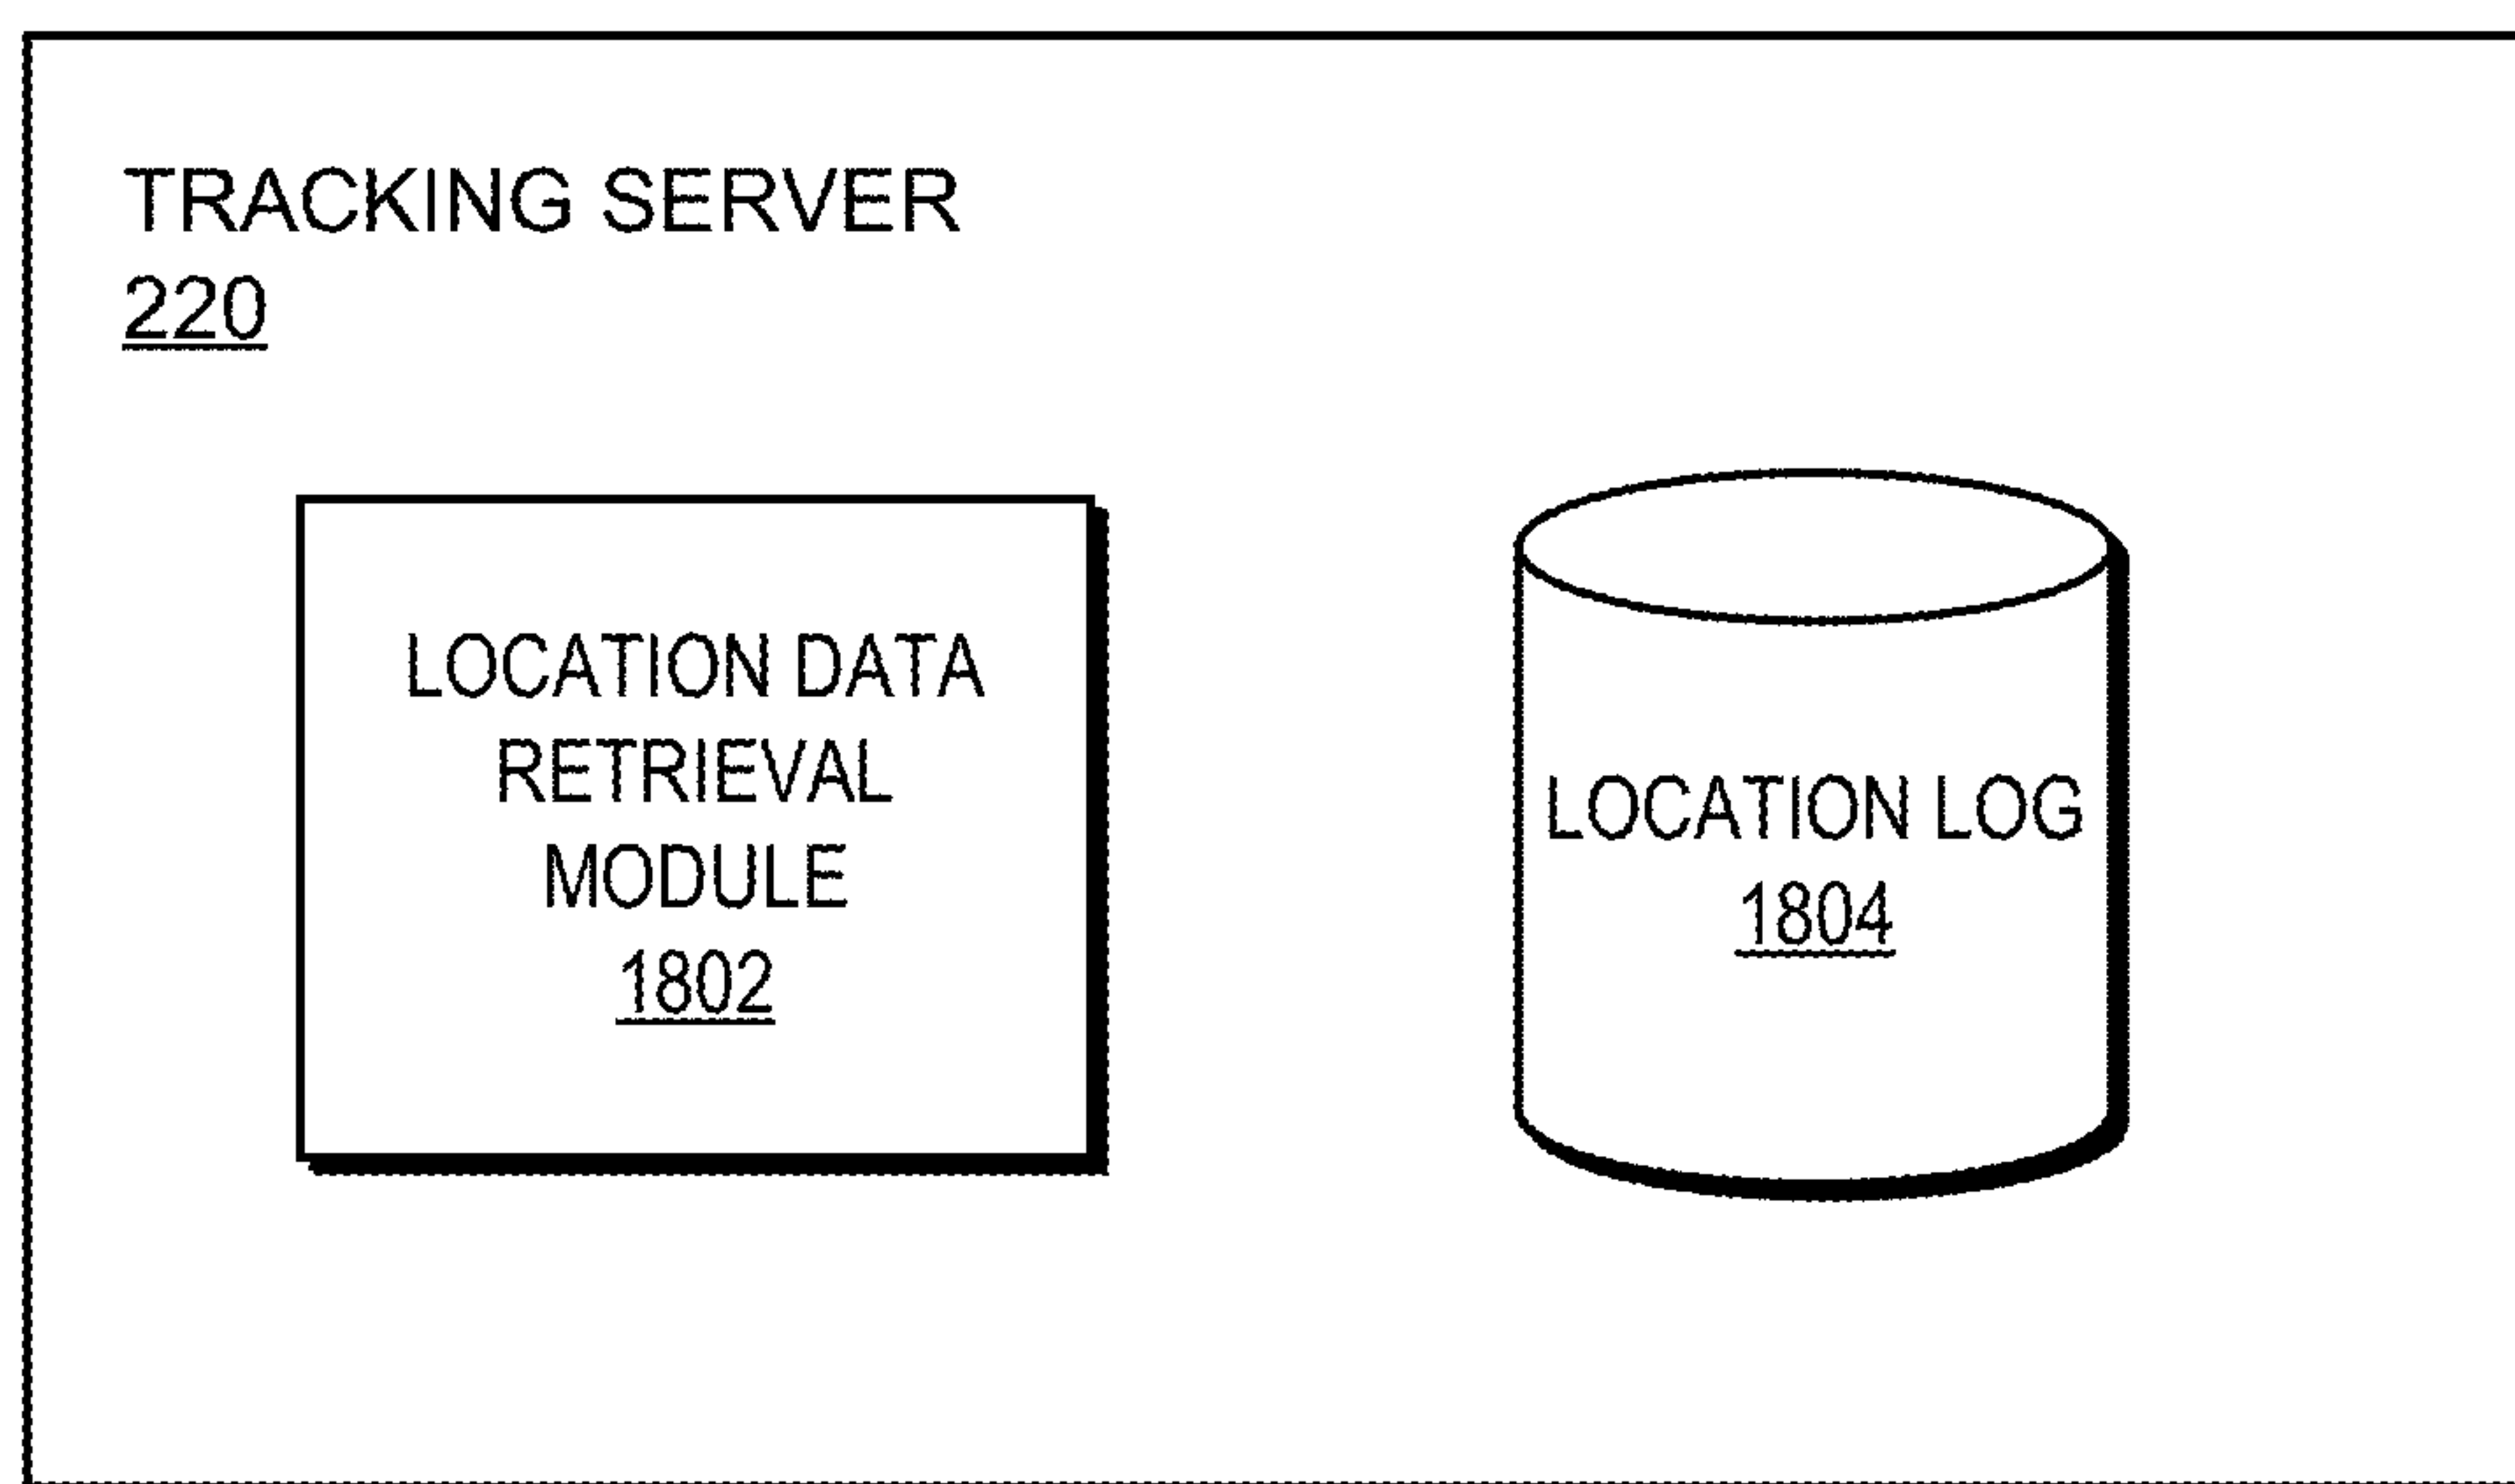 TRACKING SERVER
220
LOCATION DATA
RETRIEVAL
MODULE
1802
LOCATION LOG
1804